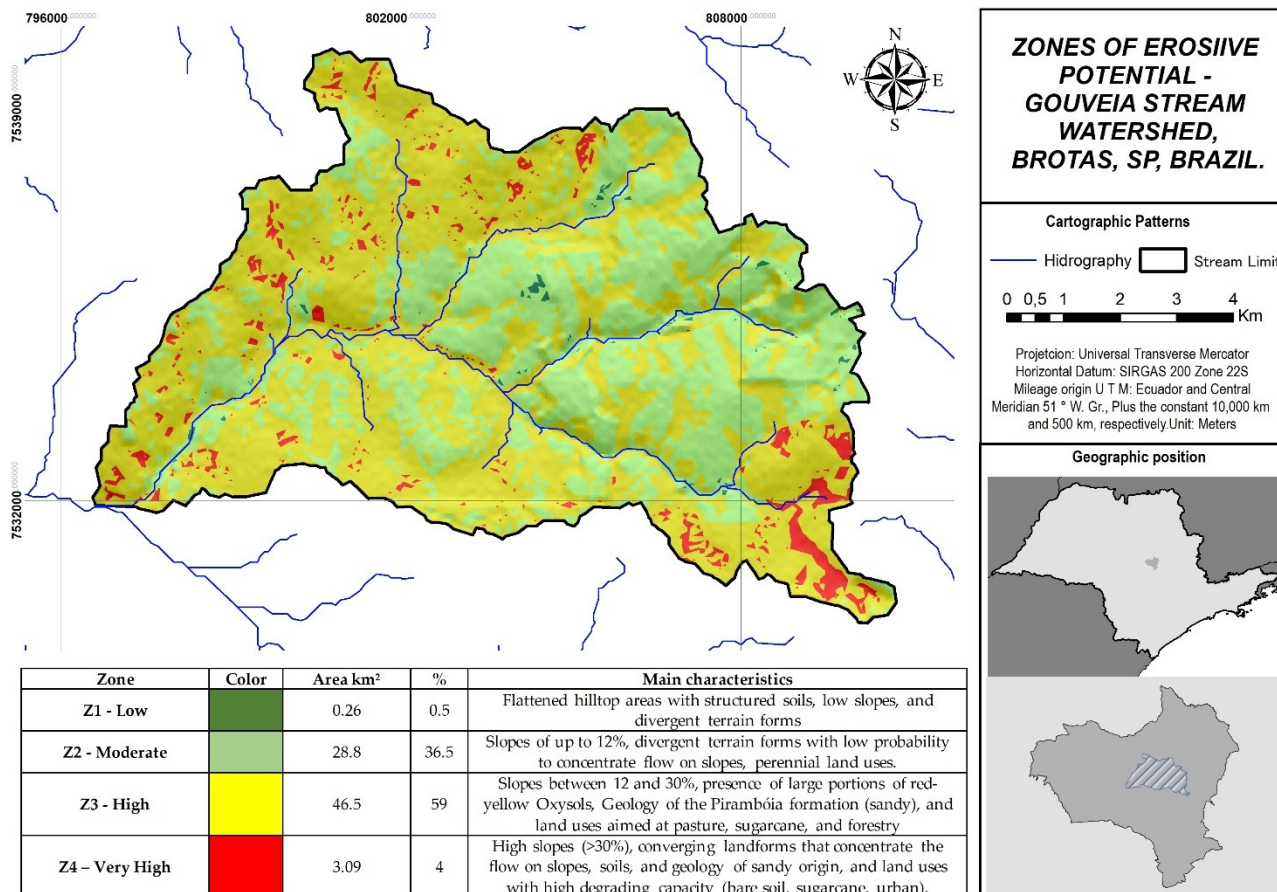 796000,000000
802000,000000
808000,000000
7539000,000000
7532000,000000
N
W E
S
ZONES OF EROSIIVE
POTENTIAL -
GOUVEIA STREAM
WATERSHED,
BROTAS, SP, BRAZIL.
Cartographic Patterns
Hidrography Stream Limit
0 0,5 1 2 3 4
Km
Projetcion: Universal Transverse Mercator
Horizontal Datum: SIRGAS 200 Zone 22S
Mileage origin U T M: Ecuador and Central
Meridian 51 ° W. Gr., Plus the constant 10,000 km
and 500 km, respectively.Unit: Meters
Geographic position
Zone Color Area km² % Main characteristics
Z1 - Low 0.26 0.5 Flattened hilltop areas with structured soils, low slopes, and
divergent terrain forms
Z2 - Moderate 28.8 36.5 Slopes of up to 12%, divergent terrain forms with low probability
to concentrate flow on slopes, perennial land uses.
Z3 - High 46.5 59 Slopes between 12 and 30%, presence of large portions of red-
yellow Oxysols, Geology of the Pirambóia formation (sandy), and
land uses aimed at pasture, sugarcane, and forestry
Z4 – Very High 3.09 4 High slopes (>30%), converging landforms that concentrate the
flow on slopes, soils, and geology of sandy origin, and land uses
with high degrading capacity (bare soil, sugarcane, urban).